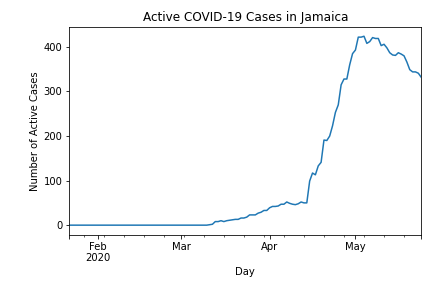 Active COVID-19 Cases in Jamaica
400
300
200
100
0
Number of Active Cases
Feb
2020
Mar
Apr
May
Day